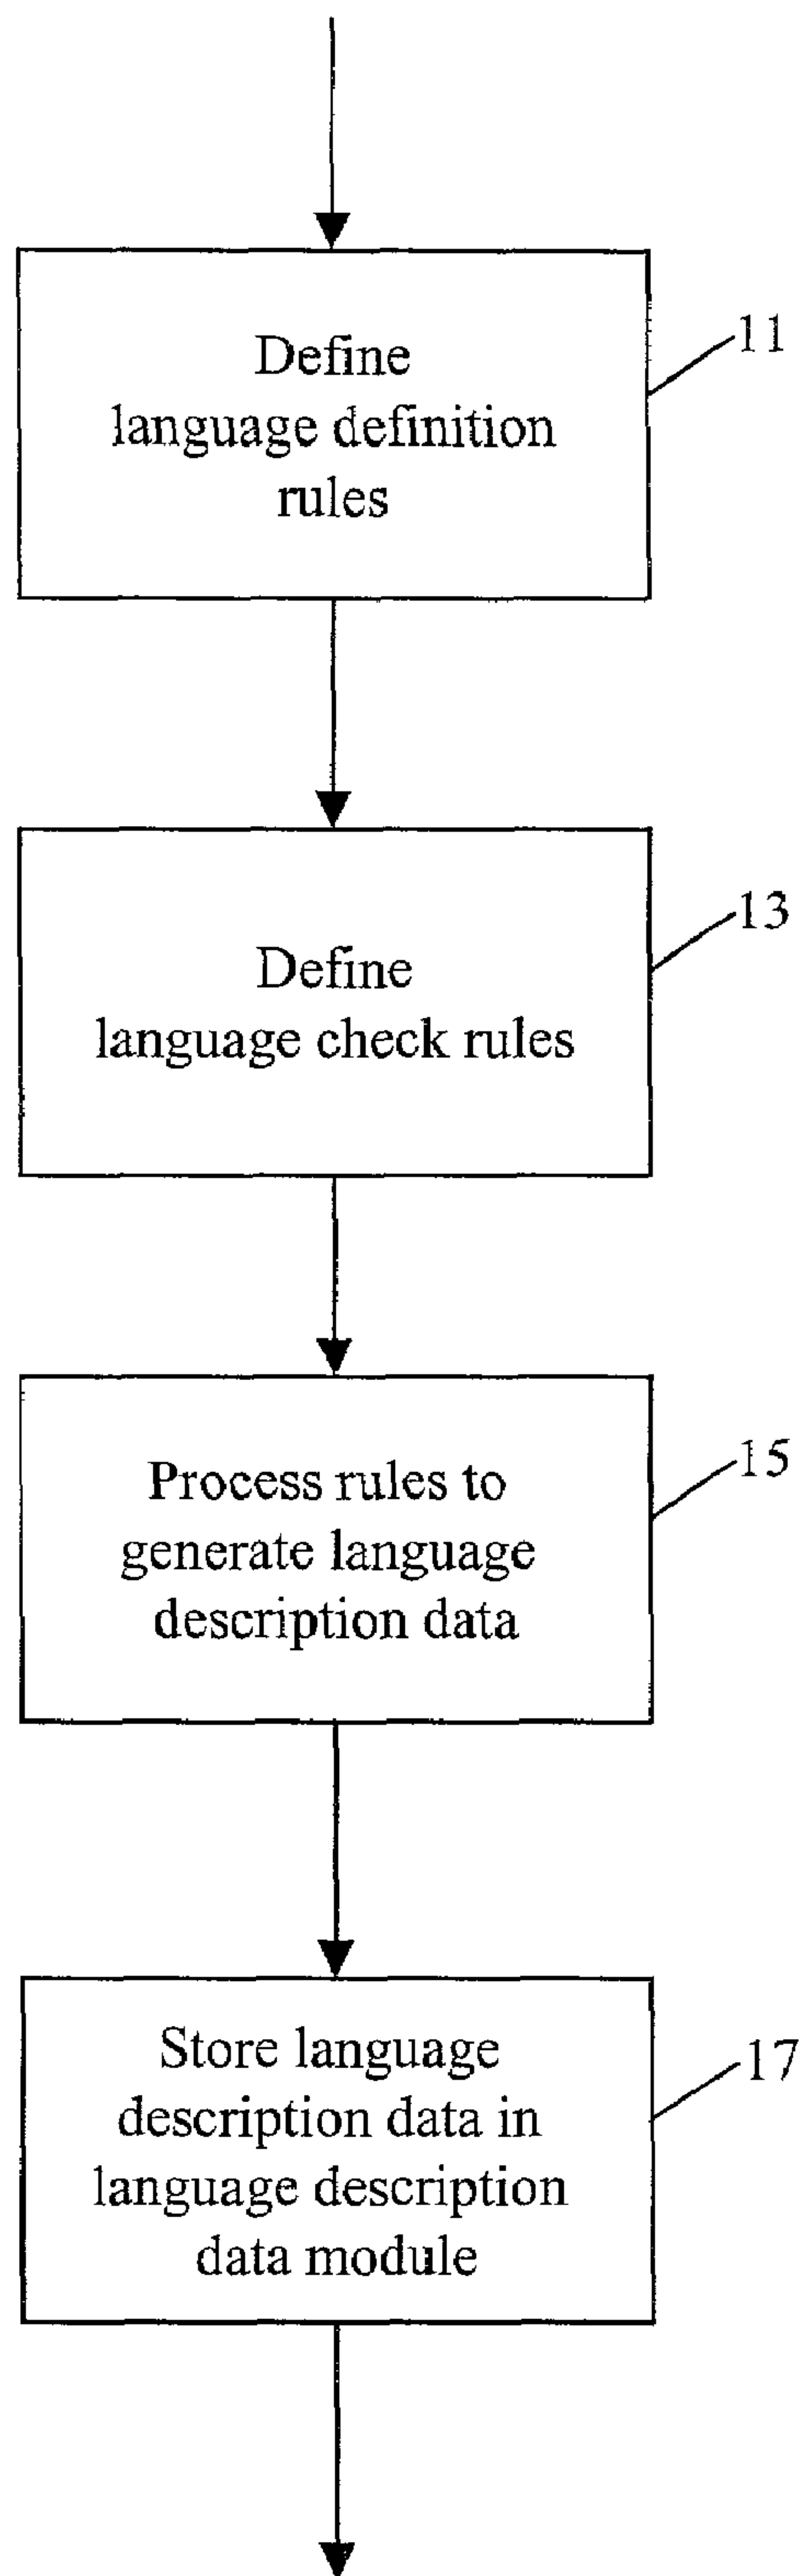 Define
language definition
rules
11
Define
language check rules
13
Process rules to
generate language
description data
15
Store language
description data in
language description
data module
17